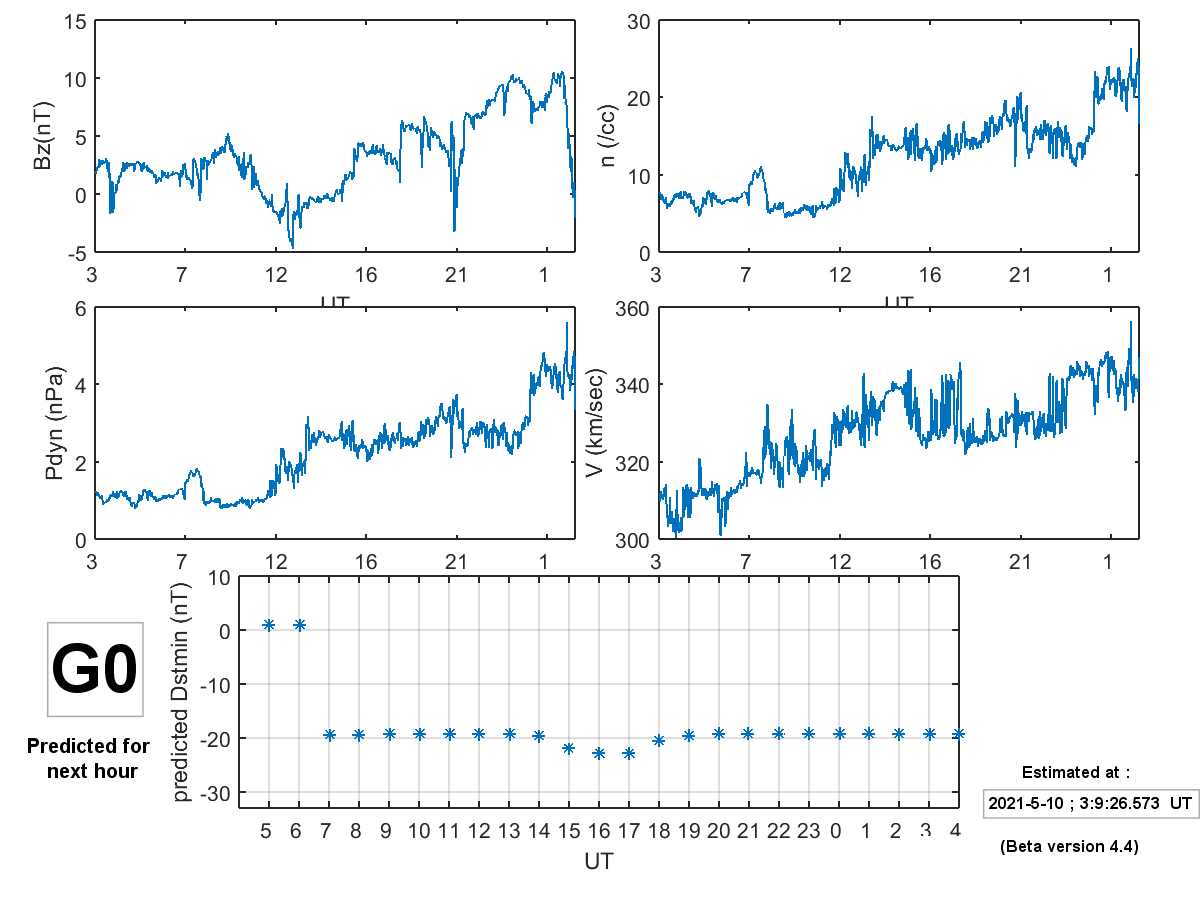 15
10
5
0
-5
Bz(nT)
3 7 12 16 21 1
30
20
10
0
n (/cc)
3 7 12 16 21 1
UT
UT
6
4
2
0
Pdyn (nPa)
3 7 12 16 21 1
360
340
320
300
V (km/sec)
3 7 12 16 21 1
10
0
-10
-20
-30
predicted Dstmin (nT)
5 6 7 8 9 10 11 12 13 14 15 16 17 18 19 20 21 22 23 0 1 2 3 4
UT
G0
Predicted for
next hour
Estimated at :
2021-5-10 ; 3:9:26.573 UT
(Beta version 4.4)